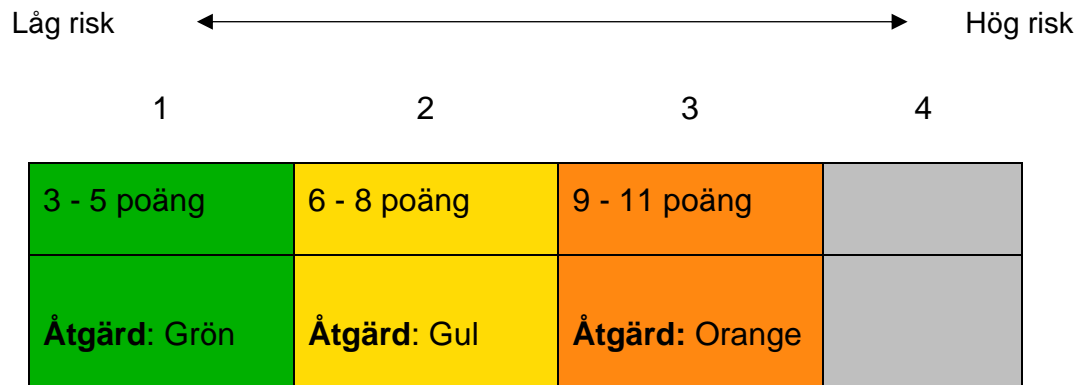 Låg risk Hög risk
1 2 3 4
3 - 5 poäng 6 - 8 poäng 9 - 11 poäng
Åtgärd: Grön Åtgärd: Gul Åtgärd: Orange